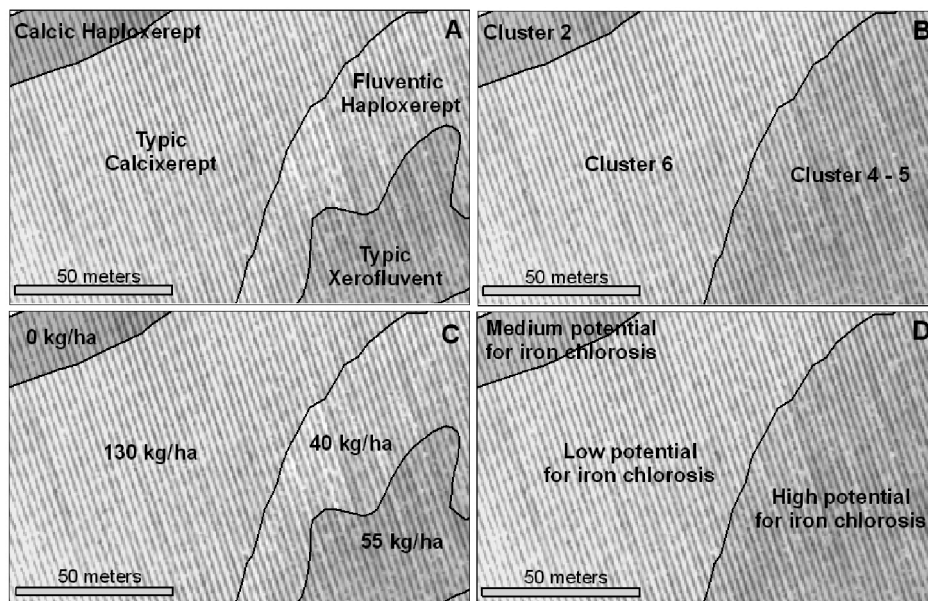 Calcic Haploxerept
A
Fluventic
Haploxerept
Typic
Calcixerept
Typic
Xerofluvent
50 meters
Cluster 2
B
Cluster 6
Cluster 4 - 5
50 meters
0 kg/ha
C
130 kg/ha
40 kg/ha
55 kg/ha
50 meters
Medium potential
for iron chlorosis
D
Low potential
for iron chlorosis
High potential
for iron chlorosis
50 meters